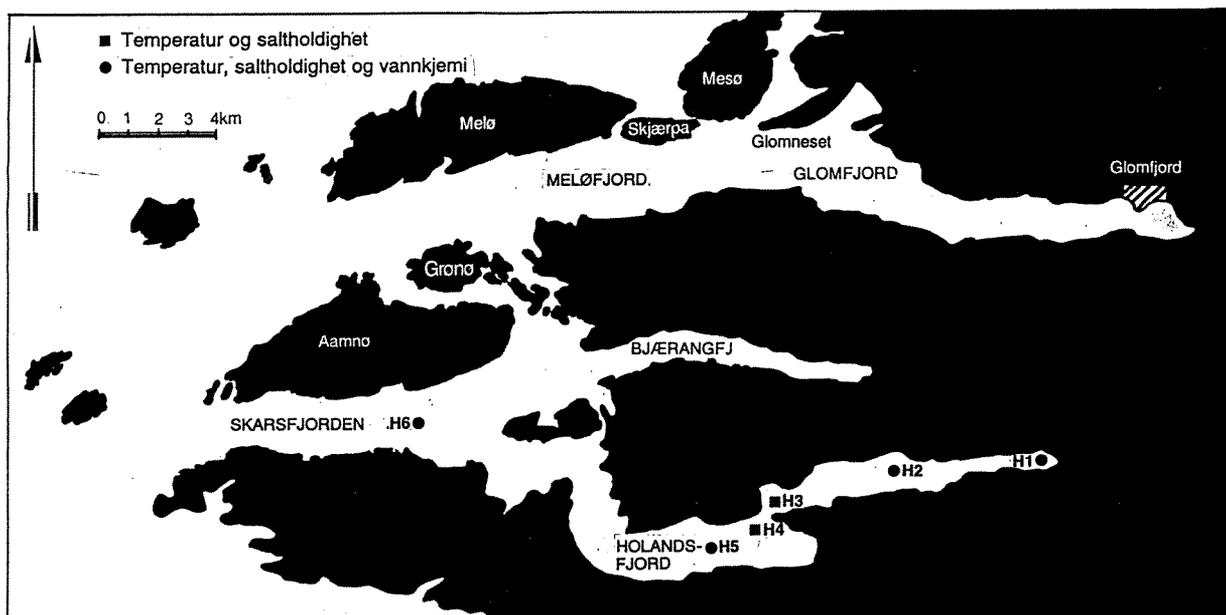 Temperatur og saltholdighet
Temperatur, saltholdighet og vannkjemi
0 1 2 3 4km
Mesø
Melø
Skjærpa
Glomneset
Glomfjord
MELØFJORD
GLOMFJORD
Grønø
Aamnø
BJÆRANGFJ
SKARSFJORDEN
H6
H1
H2
H3
H4
H5
HOLANDS-
FJORD